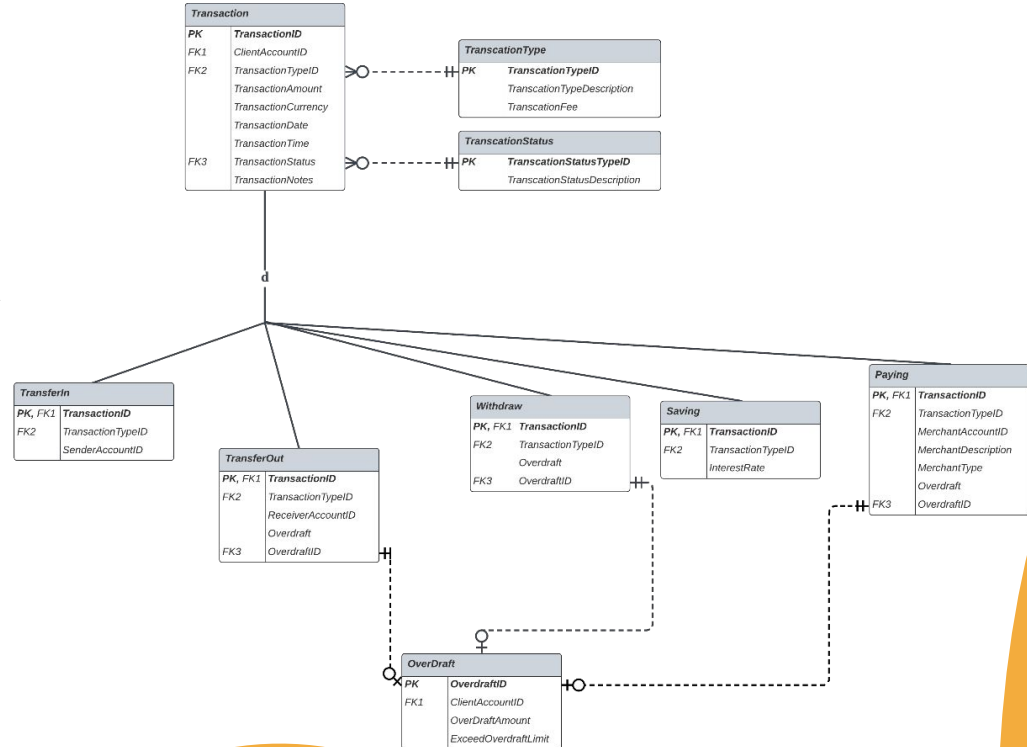 Transaction
PK TransactionID
FK1 ClientAccountID
FK2 TransactionTypeID
TransactionAmount
TransactionCurrency
TransactionDate
TransactionTime
FK3 TransactionStatus
TransactionNotes
TranscationType
PK TranscationTypeID
TranscationTypeDescription
TranscationFee
TranscationStatus
PK TranscationStatusTypeID
TranscationStatusDescription
d
TransferIn
PK, FK1 TransactionID
FK2 TransactionTypeID
SenderAccountID
TransferOut
PK, FK1 TransactionID
FK2 TransactionTypeID
ReceiverAccountID
Overdraft
FK3 OverdraftID
Withdraw
PK, FK1 TransactionID
FK2 TransactionTypeID
Overdraft
FK3 OverdraftID
Saving
PK, FK1 TransactionID
FK2 TransactionTypeID
InterestRate
Paying
PK, FK1 TransactionID
FK2 TransactionTypeID
MerchantAccountID
MerchantDescription
MerchantType
Overdraft
FK3 OverdraftID
OverDraft
PK OverdraftID
FK1 ClientAccountID
OverDraftAmount
ExceedOverdraftLimit